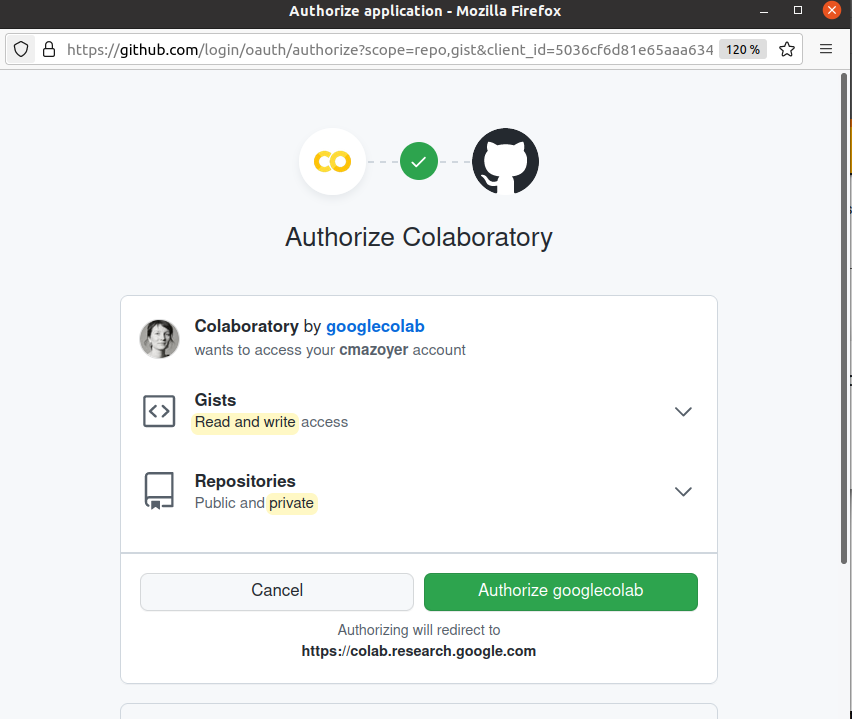 Authorize application - Mozilla Firefox
https://github.com/login/oauth/authorize?scope=repo,gist&client_id=5036cf6d81e65aaa634 120 %
Authorize Colaboratory
Colaboratory by googlecolab
wants to access your cmazoyer account
Gists
Read and write access
Repositories
Public and private
Cancel
Authorize googlecolab
Authorizing will redirect to
https://colab.research.google.com